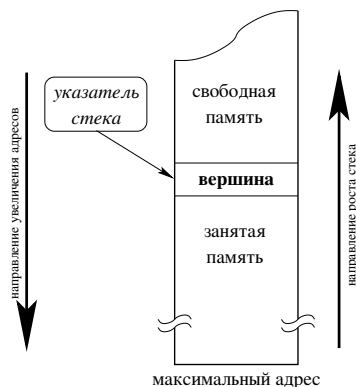 направление увеличения адресов
указатель
стека
свободная
память
вершина
занятая
память
направление роста стека
максимальный адрес